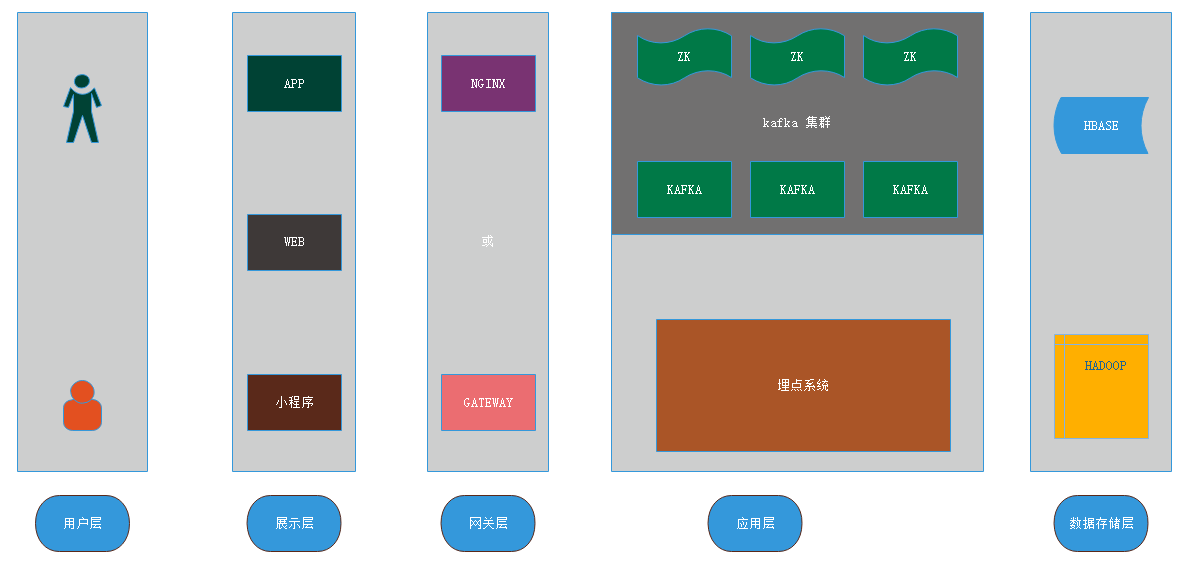 APP
WEB
小程序
NGINX
或
GATEWAY
ZK
ZK
ZK
kafka 集群
KAFKA
KAFKA
KAFKA
埋点系统
HBASE
HADOOP
用户层
展示层
网关层
应用层
数据存储层